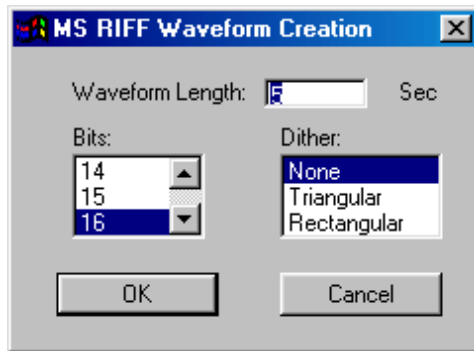 MS RIFF Waveform Creation
Waveform Length: 5 Sec
Bits:
14
15
16
Dither:
None
Triangular
Rectangular
OK
Cancel